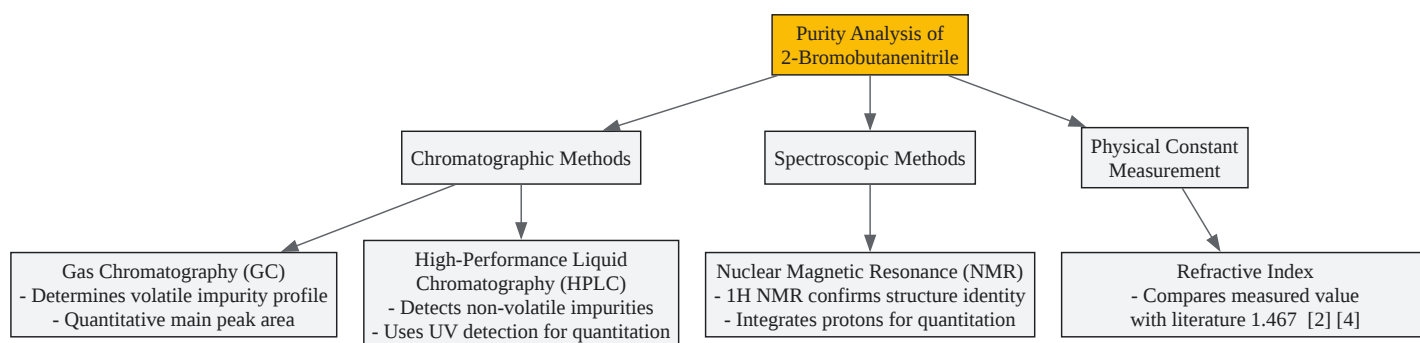 Purity Analysis of
2-Bromobutanenitrile
Chromatographic Methods
Spectroscopic Methods
Physical Constant
Measurement
Gas Chromatography (GC)
- Determines volatile impurity profile
- Quantitative main peak area
High-Performance Liquid
Chromatography (HPLC)
- Detects non-volatile impurities
- Uses UV detection for quantitation
Nuclear Magnetic Resonance (NMR)
- 1H NMR confirms structure identity
- Integrates protons for quantitation
Refractive Index
- Compares measured value
with literature 1.467 [2] [4]